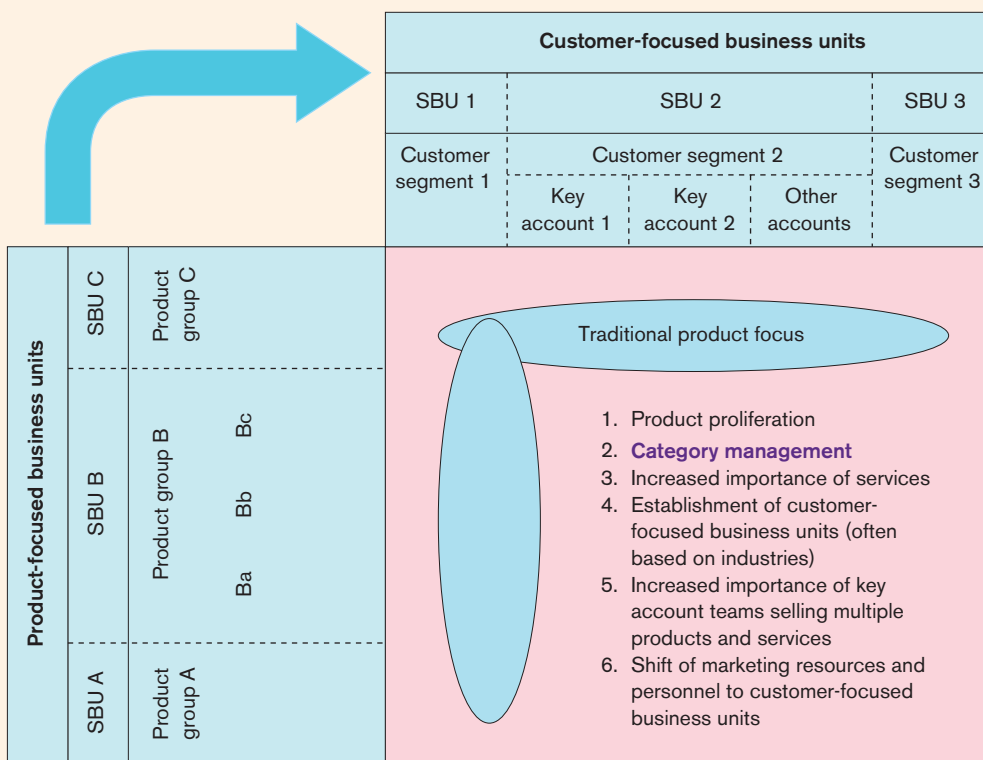 Customer-focused business units
SBU 1
SBU 2
SBU 3
Customer
segment 1
Customer segment 2
Customer
segment 3
Key
account 1
Key
account 2
Other
accounts
Product-focused business units
SBU C
Product
group C
SBU B
Product group B
Bc
Bb
Ba
SBU A
Product
group A
Traditional product focus
1. Product proliferation
2. Category management
3. Increased importance of services
4. Establishment of customer-
focused business units (often
based on industries)
5. Increased importance of key
account teams selling multiple
products and services
6. Shift of marketing resources and
personnel to customer-focused
business units